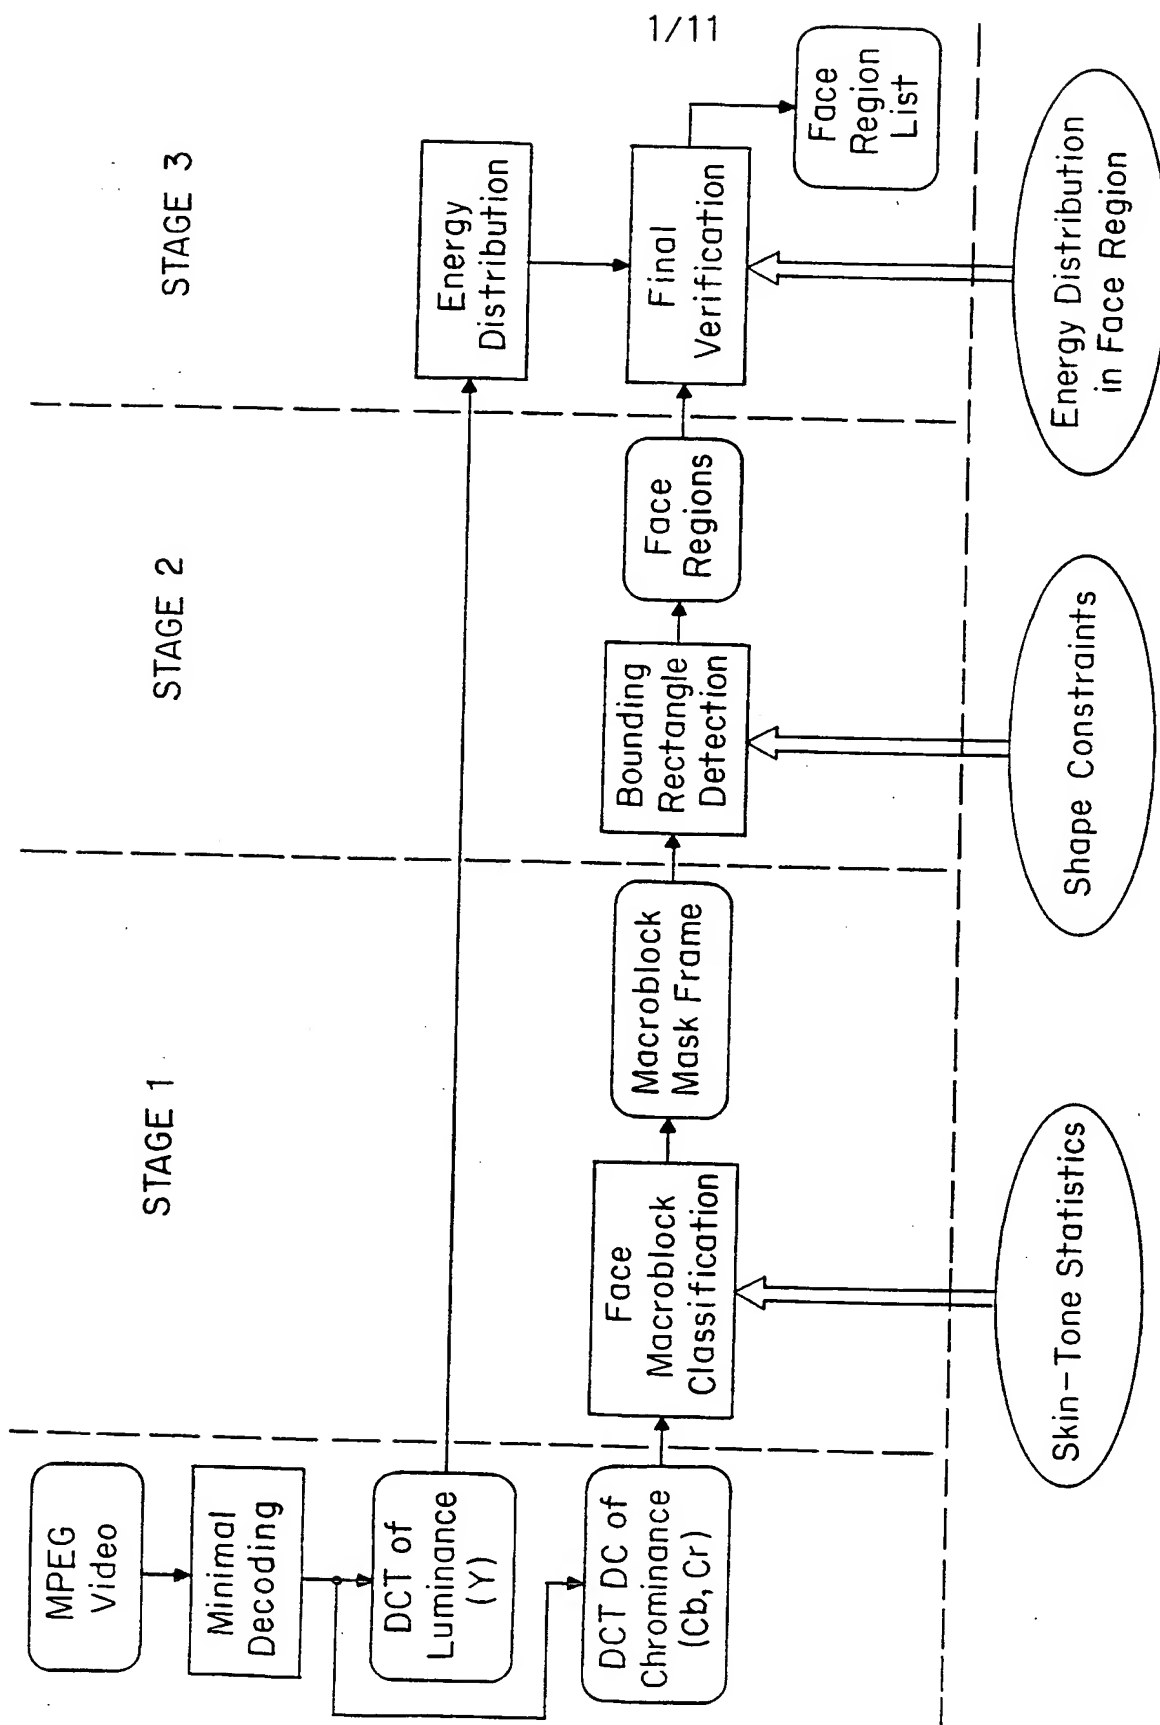 1/11
STAGE 1
STAGE 2
STAGE 3
MPEG
Video
Minimal
Decoding
DCT of
Luminance
(Y)
DCT DC of
Chrominance
(Cb, Cr)
Face
Macroblock
Classification
Macroblock
Mask Frame
Bounding
Rectangle
Detection
Face
Regions
Energy
Distribution
Final
Verification
Face
Region
List
Skin-Tone Statistics
Shape Constraints
Energy Distribution
in Face Region